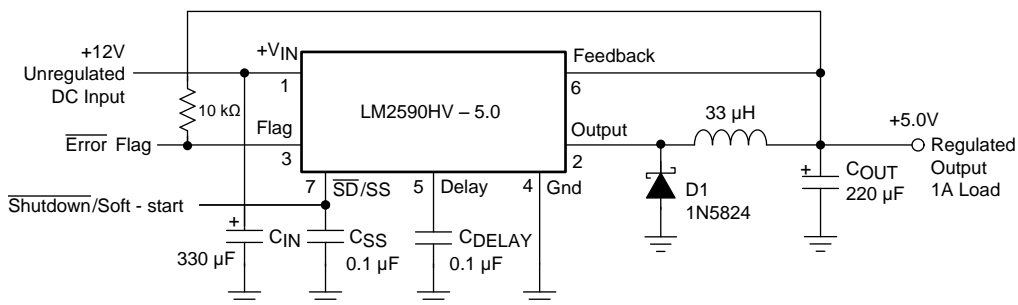 +12V
Unregulated
DC Input
+VIN
1
Feedback
6
LM2590HV – 5.0
10 kΩ
Error Flag
Flag
3
Output
2
33 µH
+5.0V
Regulated
Output
1A Load
7
SD/SS
5
Delay
4
Gnd
D1
1N5824
+
COUT
220 µF
Shutdown/Soft - start
+
CIN
330 µF
CSS
0.1 µF
CDELAY
0.1 µF